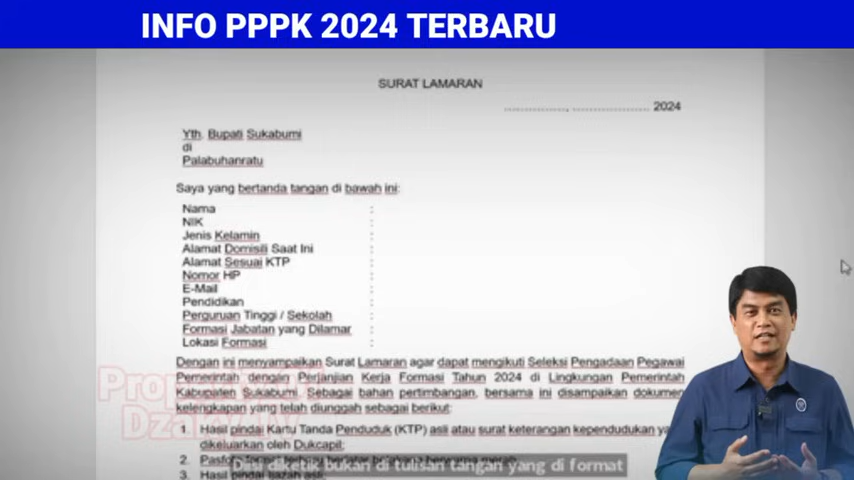 INFO PPPK 2024 TERBARU
SURAT LAMARAN
................, ..................... 2024
Yth. Bupati Sukabumi
di
Palabuhanratu
Saya yang bertanda tangan di bawah ini:
Nama :
NIK :
Jenis Kelamin :
Alamat Domisili Saat Ini :
Alamat Sesuai KTP :
Nomor HP :
E-Mail :
Pendidikan :
Perguruan Tinggi / Sekolah :
Formasi Jabatan yang Dilamar :
Lokasi Formasi :
Dengan ini menyampaikan Surat Lamaran agar dapat mengikuti Seleksi Pengadaan Pegawai
Pemerintah dengan Perjanjian Kerja Formasi Tahun 2024 di Lingkungan Pemerintah
Kabupaten Sukabumi. Sebagai bahan pertimbangan, bersama ini disampaikan dokumen
kelengkapan yang telah diunggah sebagai berikut:
1. Hasil pindai Kartu Tanda Penduduk (KTP) asli atau surat keterangan kependudukan
dikeluarkan oleh Dukcapil;
2.
Diisi diketik bukan di tulisan tangan yang di format
3. Hasil pindai ijazah asli